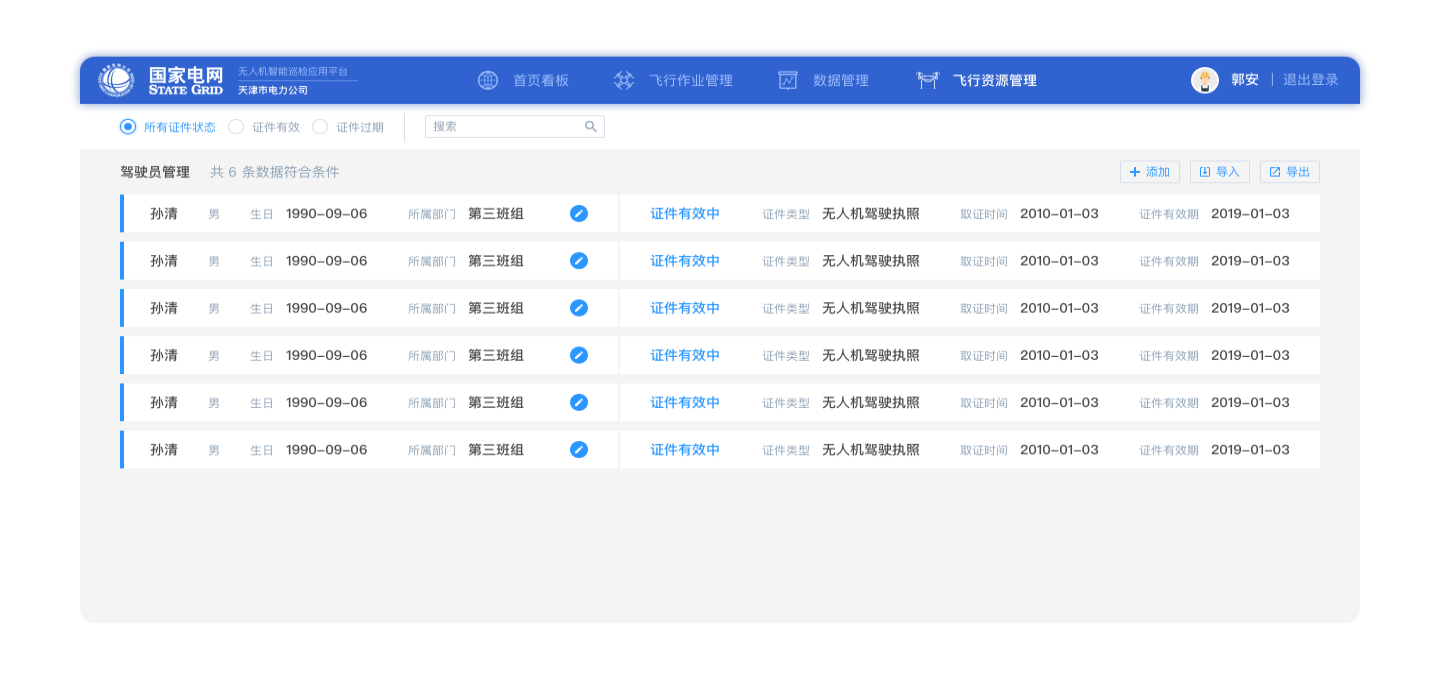 国家电网
STATE GRID
无人机智能巡检应用平台
天津市电力公司
首页看板 飞行作业管理 数据管理 飞行资源管理
郭安 | 退出登录
所有证件状态 证件有效 证件过期 搜索
驾驶员管理 共 6 条数据符合条件 添加 导入 导出
孙清 男 生日 1990-09-06 所属部门 第三班组 证件有效中 证件类型 无人机驾驶执照 取证时间 2010-01-03 证件有效期 2019-01-03
孙清 男 生日 1990-09-06 所属部门 第三班组 证件有效中 证件类型 无人机驾驶执照 取证时间 2010-01-03 证件有效期 2019-01-03
孙清 男 生日 1990-09-06 所属部门 第三班组 证件有效中 证件类型 无人机驾驶执照 取证时间 2010-01-03 证件有效期 2019-01-03
孙清 男 生日 1990-09-06 所属部门 第三班组 证件有效中 证件类型 无人机驾驶执照 取证时间 2010-01-03 证件有效期 2019-01-03
孙清 男 生日 1990-09-06 所属部门 第三班组 证件有效中 证件类型 无人机驾驶执照 取证时间 2010-01-03 证件有效期 2019-01-03
孙清 男 生日 1990-09-06 所属部门 第三班组 证件有效中 证件类型 无人机驾驶执照 取证时间 2010-01-03 证件有效期 2019-01-03